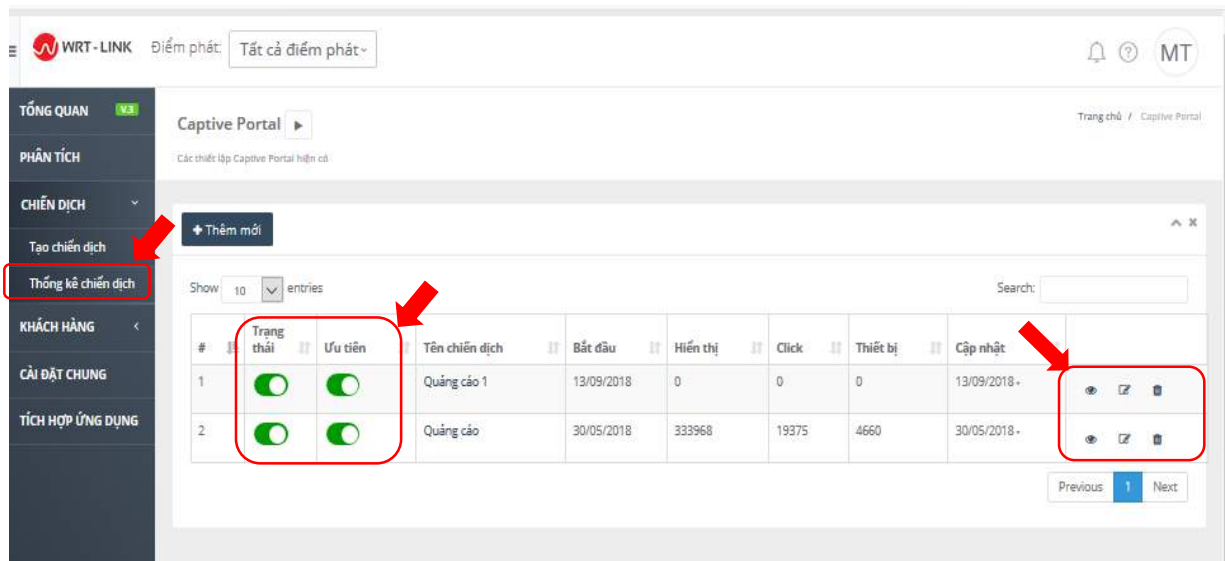 WRT-LINK Điểm phát: Tất cả điểm phát MT
TỔNG QUAN V.3
PHÂN TÍCH
CHIẾN DỊCH
Tạo chiến dịch
Thống kê chiến dịch
KHÁCH HÀNG
CÀI ĐẶT CHUNG
TÍCH HỢP ỨNG DỤNG
Captive Portal
Trang chủ / Captive Portal
Các thiết lập Captive Portal hiện có
+ Thêm mới
Show 10 entries Search:
# Trạng thái Ưu tiên Tên chiến dịch Bắt đầu Hiển thị Click Thiết bị Cập nhật
1 Quảng cáo 1 13/09/2018 0 0 0 13/09/2018
2 Quảng cáo 30/05/2018 333968 19375 4660 30/05/2018
Previous 1 Next